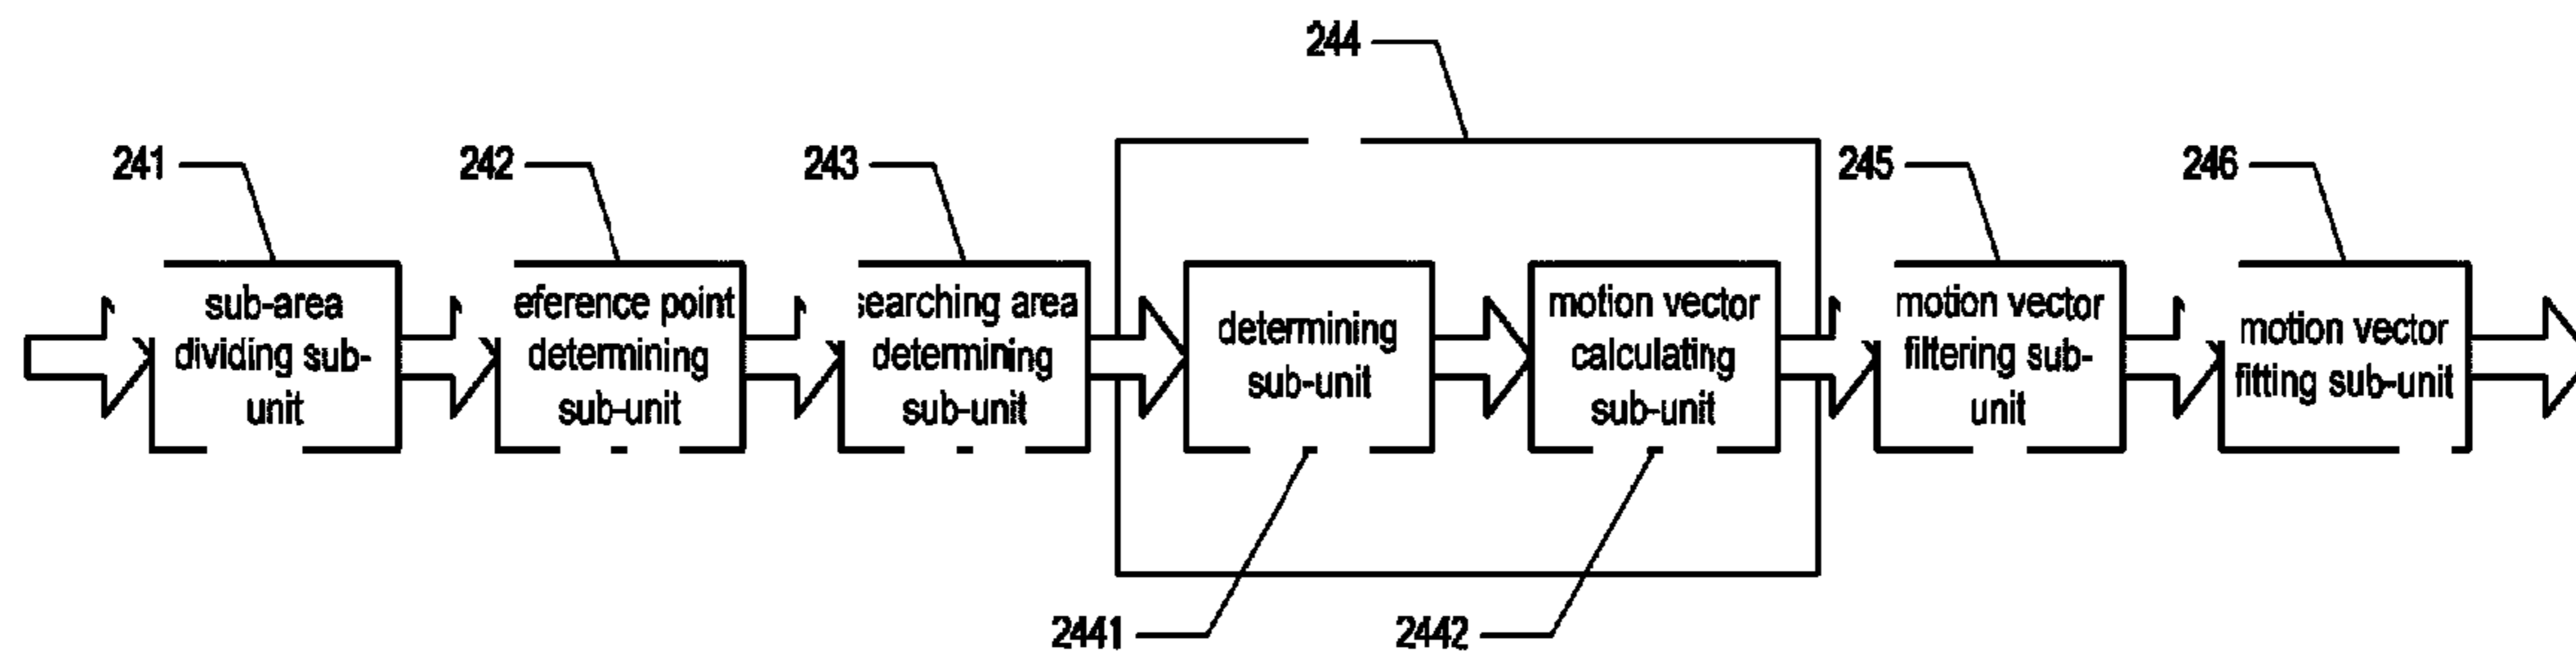 244
241
242
243
245
246
sub-area
dividing sub-
unit
eference point
determining
sub-unit
searching area
determining
sub-unit
determining
sub-unit
motion vector
calculating
sub-unit
motion vector
filtering sub-
unit
motion vector
fitting sub-unit
2441
2442